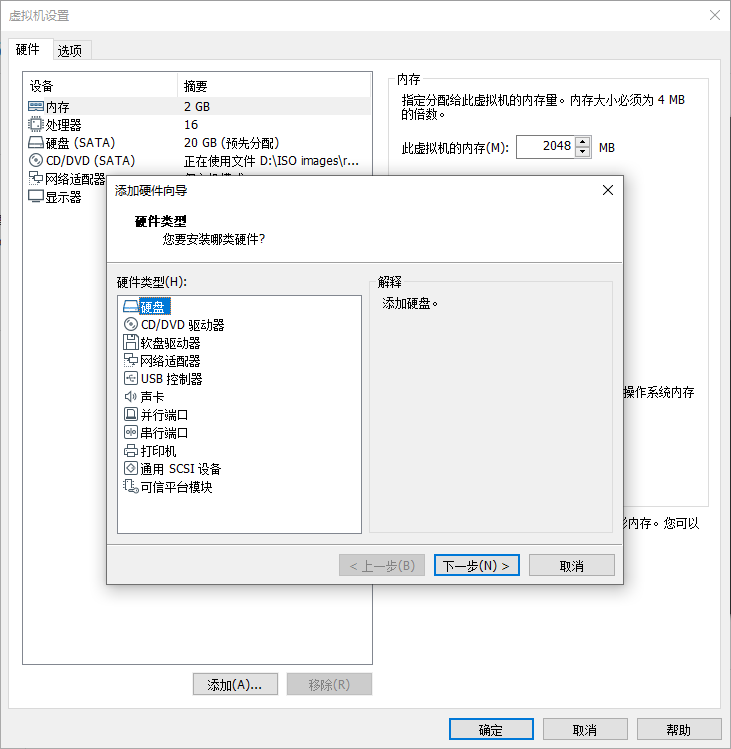 虚拟机设置
硬件 选项
设备 摘要
内存 2 GB
处理器 16
硬盘 (SATA) 20 GB (预先分配)
CD/DVD (SATA) 正在使用文件 D:\ISO images\r...
网络适配器
显示器
内存
指定分配给此虚拟机的内存量。内存大小必须为 4 MB
的倍数。
此虚拟机的内存(M): 2048 MB
操作系统内存
内存。您可以
添加硬件向导
硬件类型
您要安装哪类硬件?
硬件类型(H):
硬盘
CD/DVD 驱动器
软盘驱动器
网络适配器
USB 控制器
声卡
并行端口
串行端口
打印机
通用 SCSI 设备
可信平台模块
解释
添加硬盘。
< 上一步(B) 下一步(N) > 取消
添加(A)... 移除(R)
确定 取消 帮助